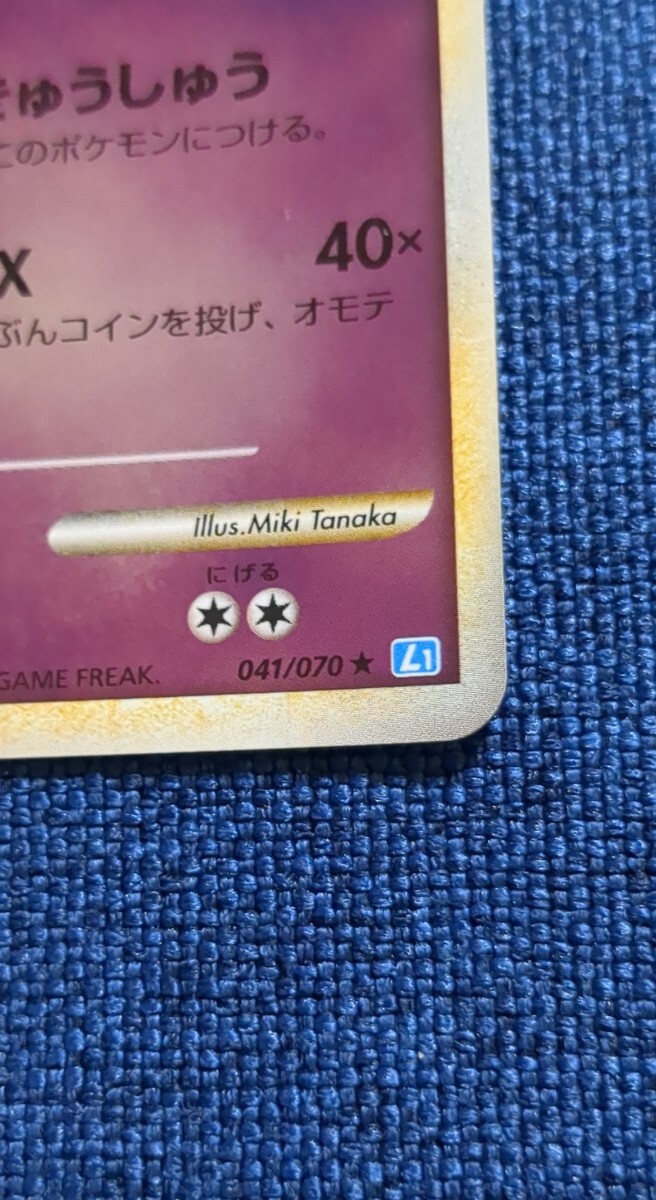 きゅうしゅう
このポケモンにつける。
X 40×
ぶんコインを投げ、オモテ
Illus.Miki Tanaka
にげる
GAME FREAK. 041/070 ★ L1